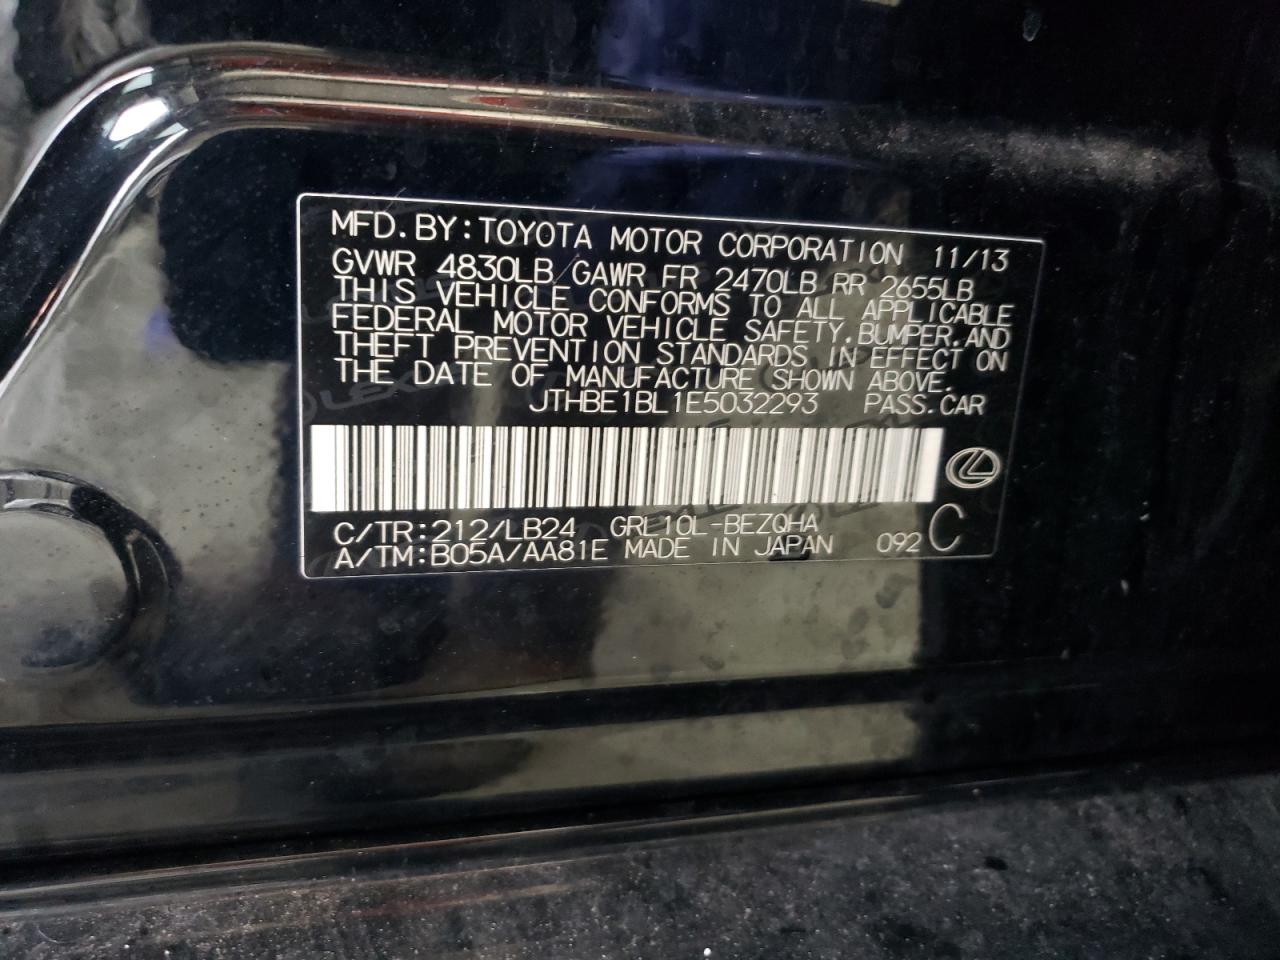 MFD. BY: TOYOTA MOTOR CORPORATION 11/13
GVWR 4830LB GAWR FR 2470LB RR 2655LB
THIS VEHICLE CONFORMS TO ALL APPLICABLE
FEDERAL MOTOR VEHICLE SAFETY, BUMPER, AND
THEFT PREVENTION STANDARDS IN EFFECT ON
THE DATE OF MANUFACTURE SHOWN ABOVE.
JTHBE1BL1E5032293 PASS. CAR
C/TR: 212/LB24 GRL10L-BEZQHA
A/TM: B05A/AA81E MADE IN JAPAN 092 C